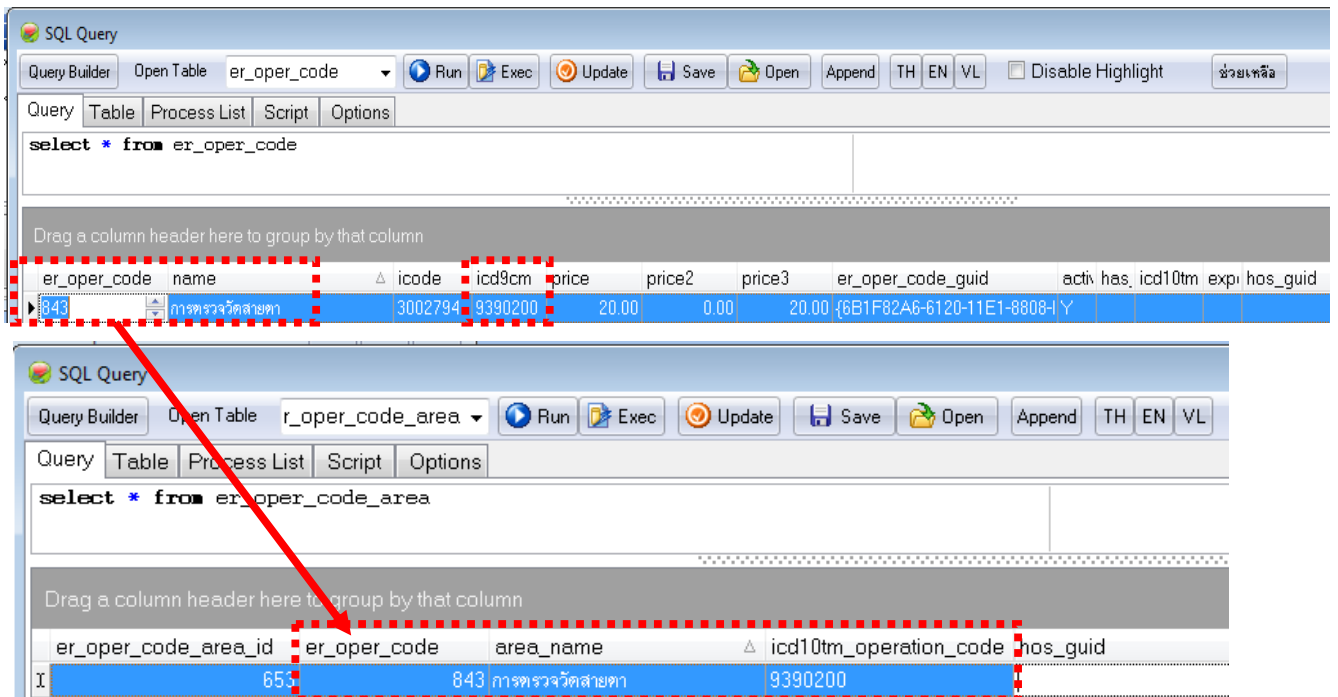 SQL Query
Query Builder Open Table er_oper_code Run Exec Update Save Open Append TH EN VL Disable Highlight ช่วยเหลือ
Query Table Process List Script Options
select * from er_oper_code
Drag a column header here to group by that column
er_oper_code name icode icd9cm price price2 price3 er_oper_code_guid activ has_ icd10tm expi hos_guid
843 การตรวจวัดสายตา 3002794 9390200 20.00 0.00 20.00 {6B1F82A6-6120-11E1-8808-I Y
SQL Query
Query Builder Open Table r_oper_code_area Run Exec Update Save Open Append TH EN VL
Query Table Process List Script Options
select * from er_oper_code_area
Drag a column header here to group by that column
er_oper_code_area_id er_oper_code area_name icd10tm_operation_code hos_guid
653 843 การตรวจวัดสายตา 9390200